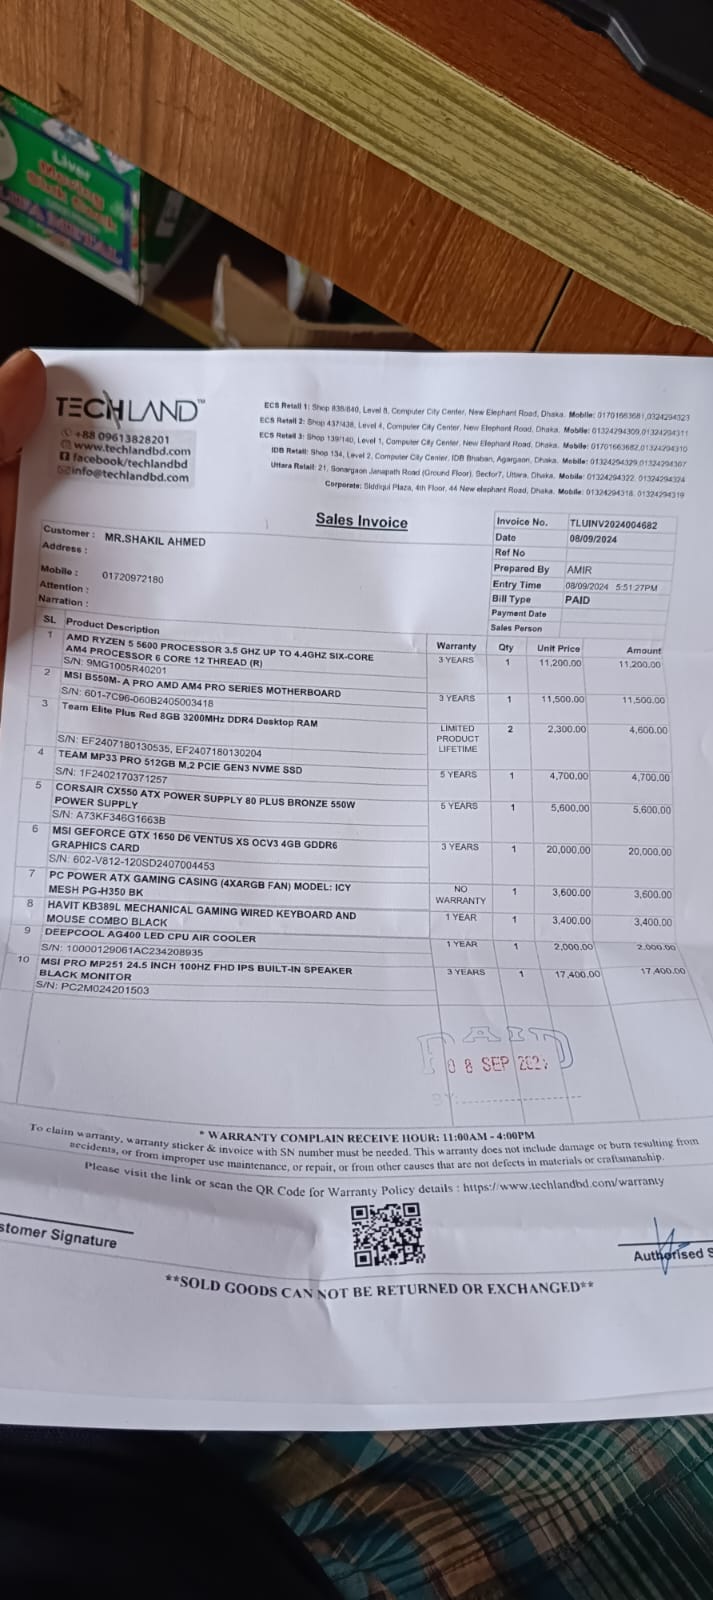 Liver
TECHLAND™
+88 09613828201
www.techlandbd.com
facebook/techlandbd
info@techlandbd.com
ECS Retail 1: Shop 838/840, Level 8, Computer City Center, New Elephant Road, Dhaka. Mobile: 01701663681,0324294323
ECS Retail 2: Shop 437/438, Level 4, Computer City Center, New Elephant Road, Dhaka. Mobile: 01324294309,01324294311
ECS Retail 3: Shop 139/140, Level 1, Computer City Center, New Elephant Road, Dhaka. Mobile: 01701663682,01324294310
IDB Retail: Shop 134, Level 2, Computer City Center, IDB Bhaban, Agargaon, Dhaka. Mobile: 01324294329,01324294307
Uttara Retail: 21, Sonargaon Janapath Road (Ground Floor). Sector7, Uttara, Dhaka. Mobile: 01324294322, 01324294324
Corporate: Siddiqui Plaza, 4th Floor, 44 New elephant Road, Dhaka, Mobile: 01324294318, 01324294319
Sales Invoice
Customer : MR.SHAKIL AHMED
Address :
Mobile : 01720972180
Attention :
Narration :
Invoice No. TLUINV2024004682
Date 08/09/2024
Ref No
Prepared By AMIR
Entry Time 08/09/2024 5:51:27PM
Bill Type PAID
Payment Date
Sales Person
SL Product Description Warranty Qty Unit Price Amount
1 AMD RYZEN 5 5600 PROCESSOR 3.5 GHZ UP TO 4.4GHZ SIX-CORE 3 YEARS 1 11,200.00 11,200.00
AM4 PROCESSOR 6 CORE 12 THREAD (R)
S/N: 9MG1005R40201
2 MSI B550M- A PRO AMD AM4 PRO SERIES MOTHERBOARD 3 YEARS 1 11,500.00 11,500.00
S/N: 601-7C96-060B2405003418
3 Team Elite Plus Red 8GB 3200MHz DDR4 Desktop RAM LIMITED 2 2,300.00 4,600.00
PRODUCT
LIFETIME
S/N: EF2407180130535, EF2407180130204
4 TEAM MP33 PRO 512GB M.2 PCIE GEN3 NVME SSD 5 YEARS 1 4,700.00 4,700.00
S/N: 1F2402170371257
5 CORSAIR CX550 ATX POWER SUPPLY 80 PLUS BRONZE 550W 5 YEARS 1 5,600.00 5,600.00
POWER SUPPLY
S/N: A73KF346G1663B
6 MSI GEFORCE GTX 1650 D6 VENTUS XS OCV3 4GB GDDR6 3 YEARS 1 20,000.00 20,000.00
GRAPHICS CARD
S/N: 602-V812-120SD2407004453
7 PC POWER ATX GAMING CASING (4XARGB FAN) MODEL: ICY NO 1 3,600.00 3,600.00
MESH PG-H350 BK WARRANTY
8 HAVIT KB389L MECHANICAL GAMING WIRED KEYBOARD AND 1 YEAR 1 3,400.00 3,400.00
MOUSE COMBO BLACK
9 DEEPCOOL AG400 LED CPU AIR COOLER 1 YEAR 1 2,000.00 2,000.00
S/N: 10000129061AC234208935
10 MSI PRO MP251 24.5 INCH 100HZ FHD IPS BUILT-IN SPEAKER 3 YEARS 1 17,400.00 17,400.00
BLACK MONITOR
S/N: PC2M024201503
PAID
08 SEP 202
BY:
* WARRANTY COMPLAIN RECEIVE HOUR: 11:00AM - 4:00PM
To claim warranty, warranty sticker & invoice with SN number must be needed. This warranty does not include damage or burn resulting from
accidents, or from improper use maintenance, or repair, or from other causes that are not defects in materials or craftsmanship.
Please visit the link or scan the QR Code for Warranty Policy details : https://www.techlandbd.com/warranty
stomer Signature
Authorised S
**SOLD GOODS CAN NOT BE RETURNED OR EXCHANGED**